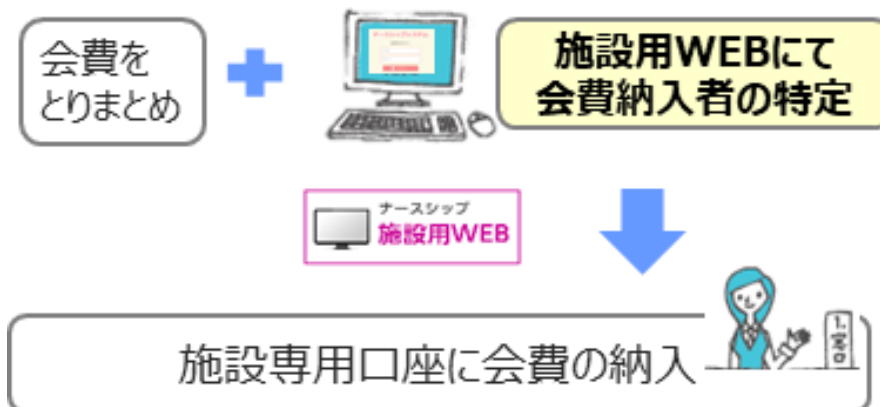 会費を
とりまとめ
施設用WEBにて
会費納入者の特定
ナースシップ
施設用WEB
施設専用口座に会費の納入